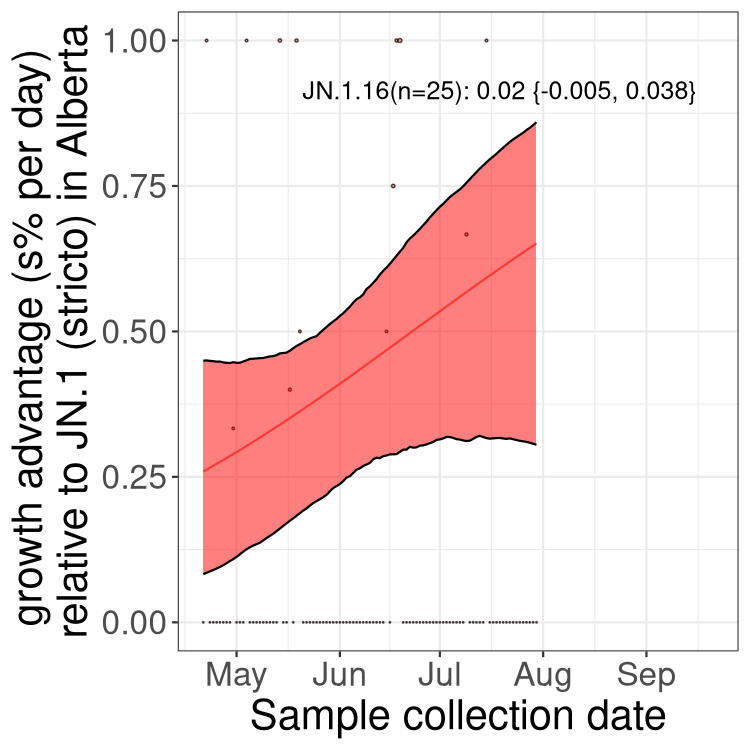 growth advantage (s% per day)
relative to JN.1 (stricto) in Alberta
1.00
0.75
0.50
0.25
0.00
JN.1.16(n=25): 0.02 {-0.005, 0.038}
May Jun Jul Aug Sep
Sample collection date